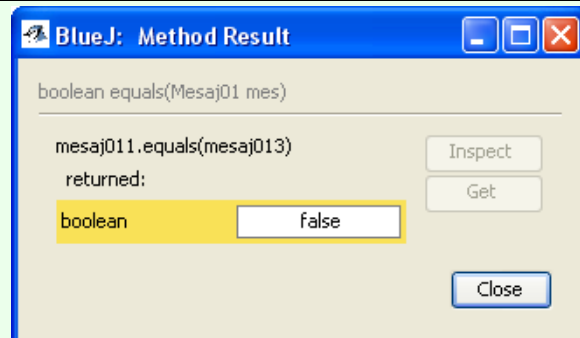 BlueJ: Method Result
boolean equals(Mesaj01 mes)
mesaj011.equals(mesaj013)
returned:
boolean false
Inspect
Get
Close